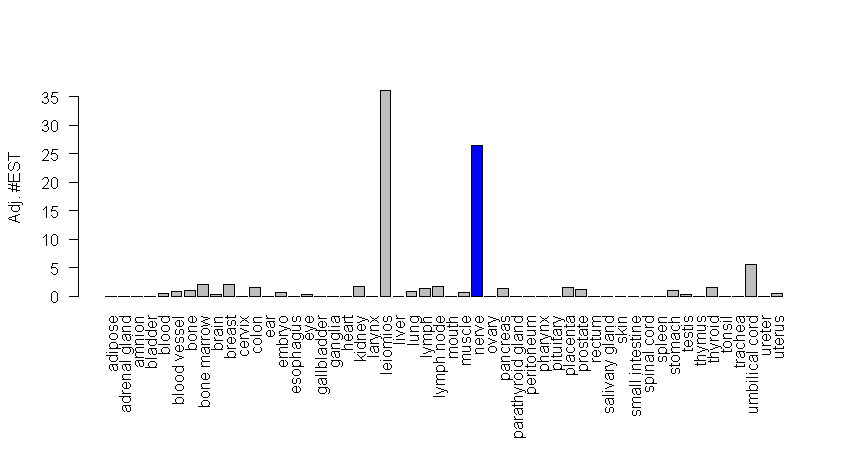 Adj. #EST
35
30
25
20
15
10
5
0
adipose
adrenal gland
amnion
bladder
blood
blood vessel
bone
bone marrow
brain
breast
cervix
colon
ear
embryo
esophagus
eye
gallbladder
ganglia
heart
kidney
larynx
leiomios
liver
lung
lymph
lymph node
mouth
muscle
nerve
ovary
pancreas
parathyroid gland
peritoneum
pharynx
pituitary
placenta
prostate
rectum
salivary gland
skin
small intestine
spinal cord
spleen
stomach
testis
thymus
thyroid
tonsil
trachea
umbilical cord
ureter
uterus